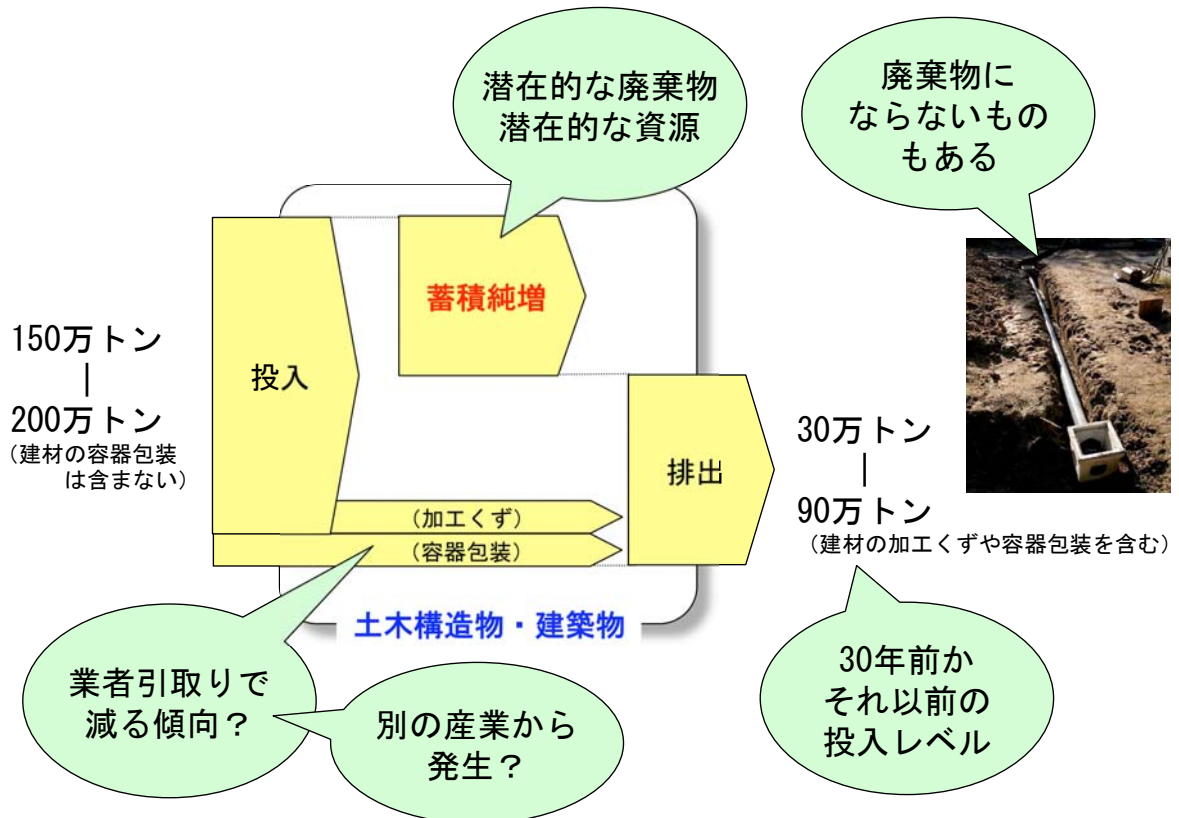 潜在的な廃棄物
潜在的な資源
廃棄物に
ならないもの
もある
蓄積純増
150万トン
|
200万トン
(建材の容器包装
は含まない)
投入
排出
30万トン
|
90万トン
(建材の加工くずや容器包装を含む)
(加工くず)
(容器包装)
土木構造物・建築物
業者引取りで
減る傾向？
別の産業から
発生？
30年前か
それ以前の
投入レベル